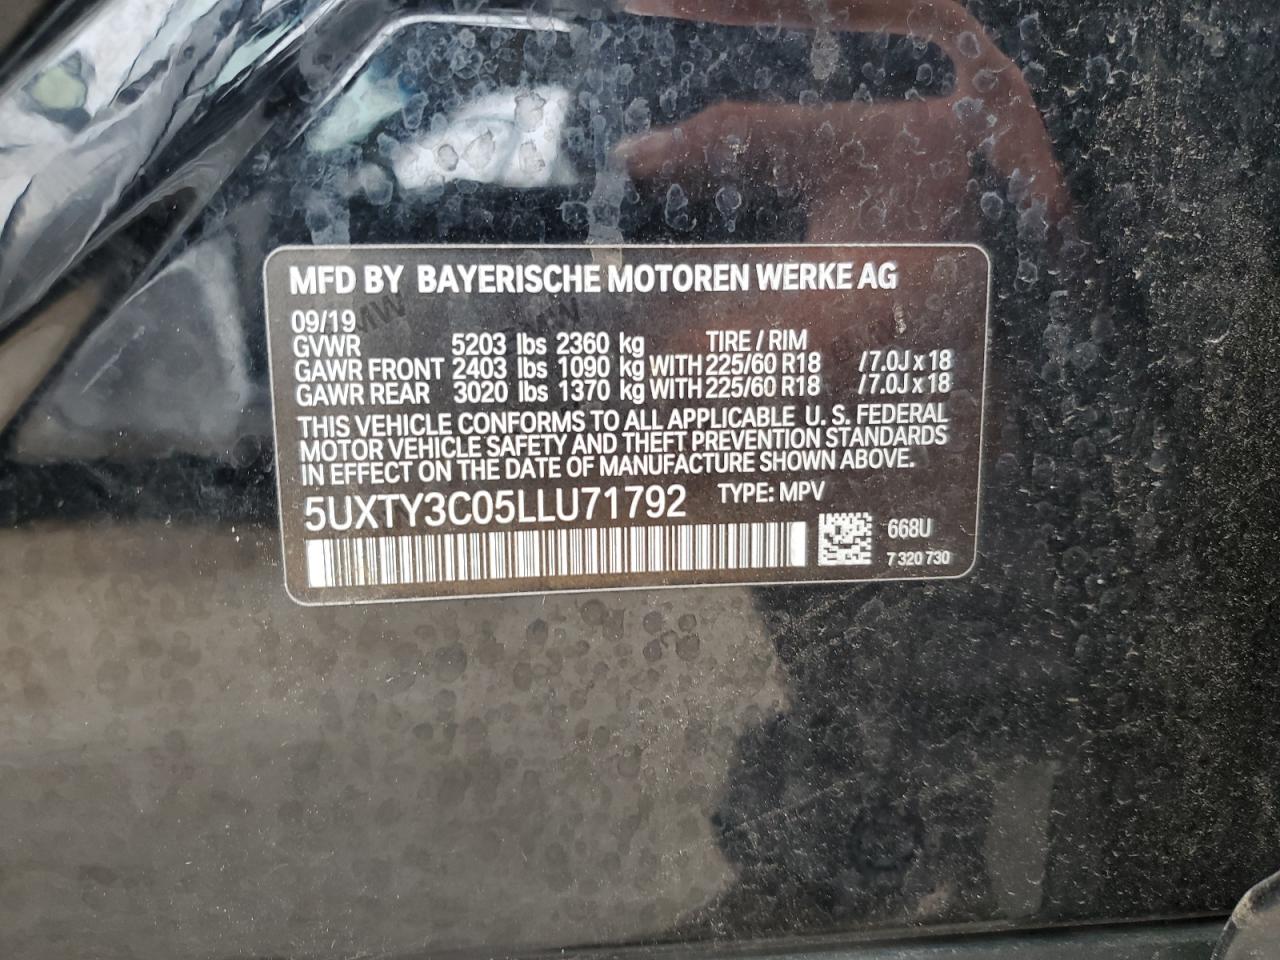 MFD BY BAYERISCHE MOTOREN WERKE AG
09/19
GVWR 5203 lbs 2360 kg TIRE / RIM
GAWR FRONT 2403 lbs 1090 kg WITH 225/60 R18 /7.0J x 18
GAWR REAR 3020 lbs 1370 kg WITH 225/60 R18 /7.0J x 18
THIS VEHICLE CONFORMS TO ALL APPLICABLE U. S. FEDERAL
MOTOR VEHICLE SAFETY AND THEFT PREVENTION STANDARDS
IN EFFECT ON THE DATE OF MANUFACTURE SHOWN ABOVE.
5UXTY3C05LLU71792 TYPE: MPV
668U
7 320 730